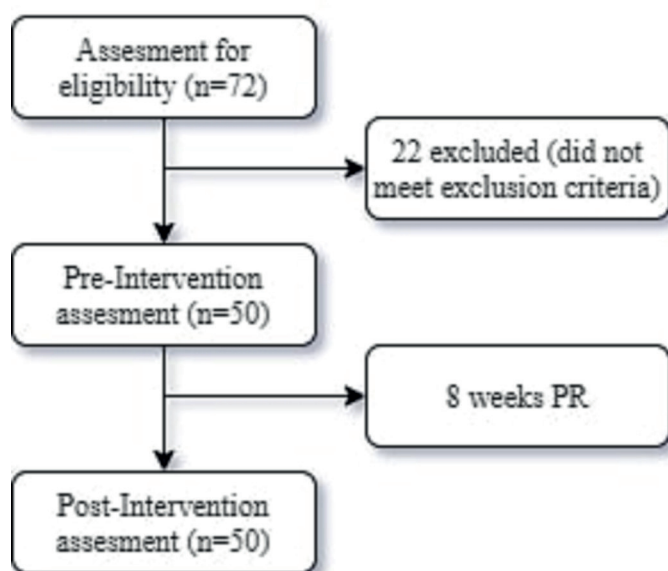 Assesment for
eligibility (n=72)
22 excluded (did not
meet exclusion criteria)
Pre-Intervention
assesment (n=50)
8 weeks PR
Post-Intervention
assesment (n=50)